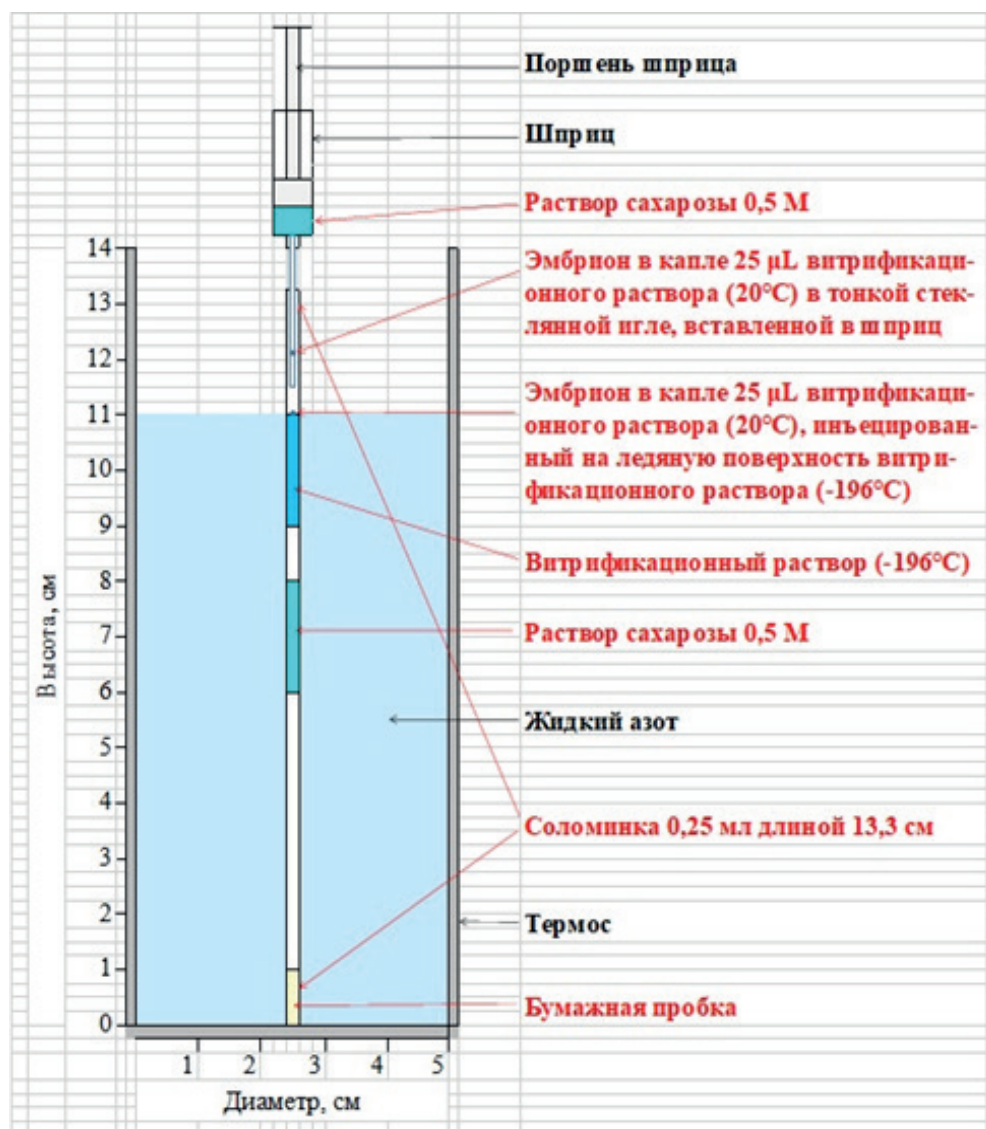 Поршень шприца
Шприц
Раствор сахарозы 0,5 М
Эмбрион в капле 25 µL витрификаци-
онного раствора (20°C) в тонкой стек-
лянной игле, вставленной в шприц
Эмбрион в капле 25 µL витрификаци-
онного раствора (20°C), инъецирован-
ный на ледяную поверхность витри-
фикационного раствора (-196°C)
Витрификационный раствор (-196°C)
Раствор сахарозы 0,5 М
Жидкий азот
Соломинка 0,25 мл длиной 13,3 см
Термос
Бумажная пробка
Высота, см
14
13
12
11
10
9
8
7
6
5
4
3
2
1
0
1 2 3 4 5
Диаметр, см